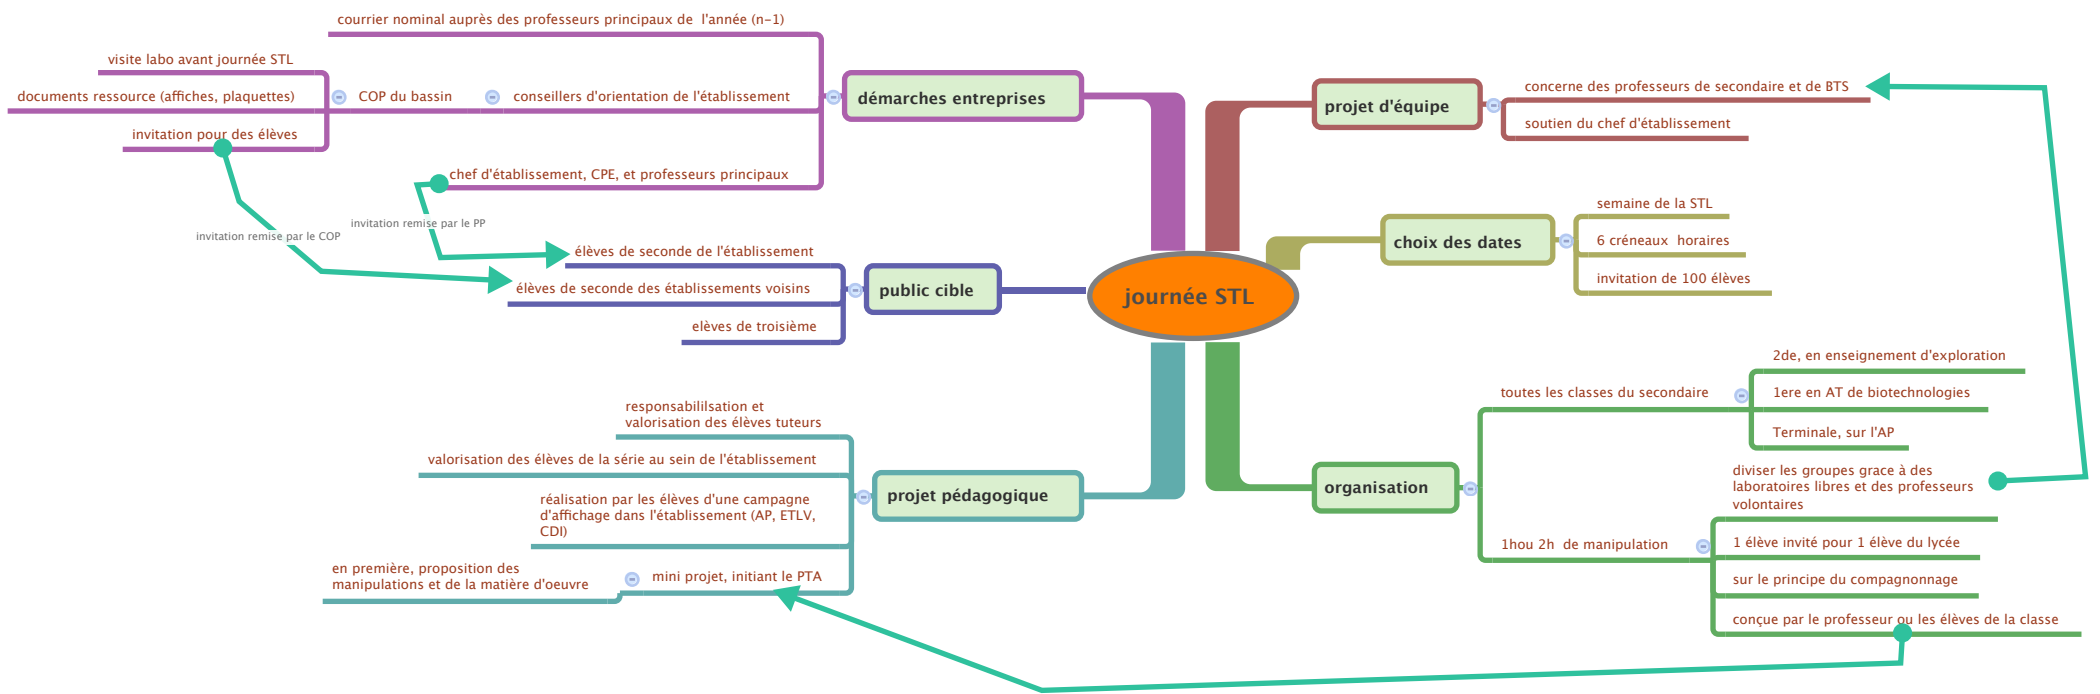 journée STL
démarches entreprises
courrier nominal auprès des professeurs principaux de  l'année (n-1)
conseillers d'orientation de l'établissement
COP du bassin
visite labo avant journée STL
documents ressource (affiches, plaquettes)
invitation pour des élèves
chef d'établissement, CPE, et professeurs principaux
invitation remise par le COP
invitation remise par le PP
public cible
élèves de seconde de l'établissement
élèves de seconde des établissements voisins
elèves de troisième
projet pédagogique
responsabililsation et
valorisation des élèves tuteurs
valorisation des élèves de la série au sein de l'établissement
réalisation par les élèves d'une campagne
d'affichage dans l'établissement (AP, ETLV,
CDI)
mini projet, initiant le PTA
en première, proposition des
manipulations et de la matière d'oeuvre
projet d'équipe
concerne des professeurs de secondaire et de BTS
soutien du chef d'établissement
choix des dates
semaine de la STL
6 créneaux  horaires
invitation de 100 élèves
organisation
toutes les classes du secondaire
2de, en enseignement d'exploration
1ere en AT de biotechnologies
Terminale, sur l'AP
1hou 2h  de manipulation
diviser les groupes grace à des
laboratoires libres et des professeurs
volontaires
1 élève invité pour 1 élève du lycée
sur le principe du compagnonnage
conçue par le professeur ou les élèves de la classe